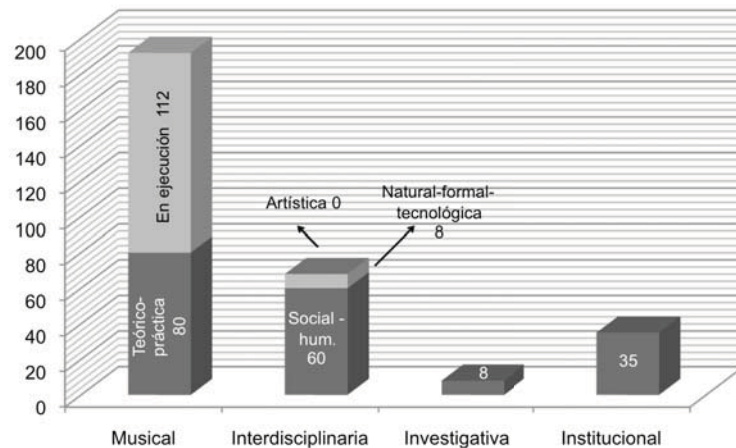 200
180
160
140
120
100
80
60
40
20
0
En ejecución 112
Teórico-
práctica
80
Artística 0
Natural-formal-
tecnológica
8
Social -
hum.
60
8
35
Musical
Interdisciplinaria
Investigativa
Institucional